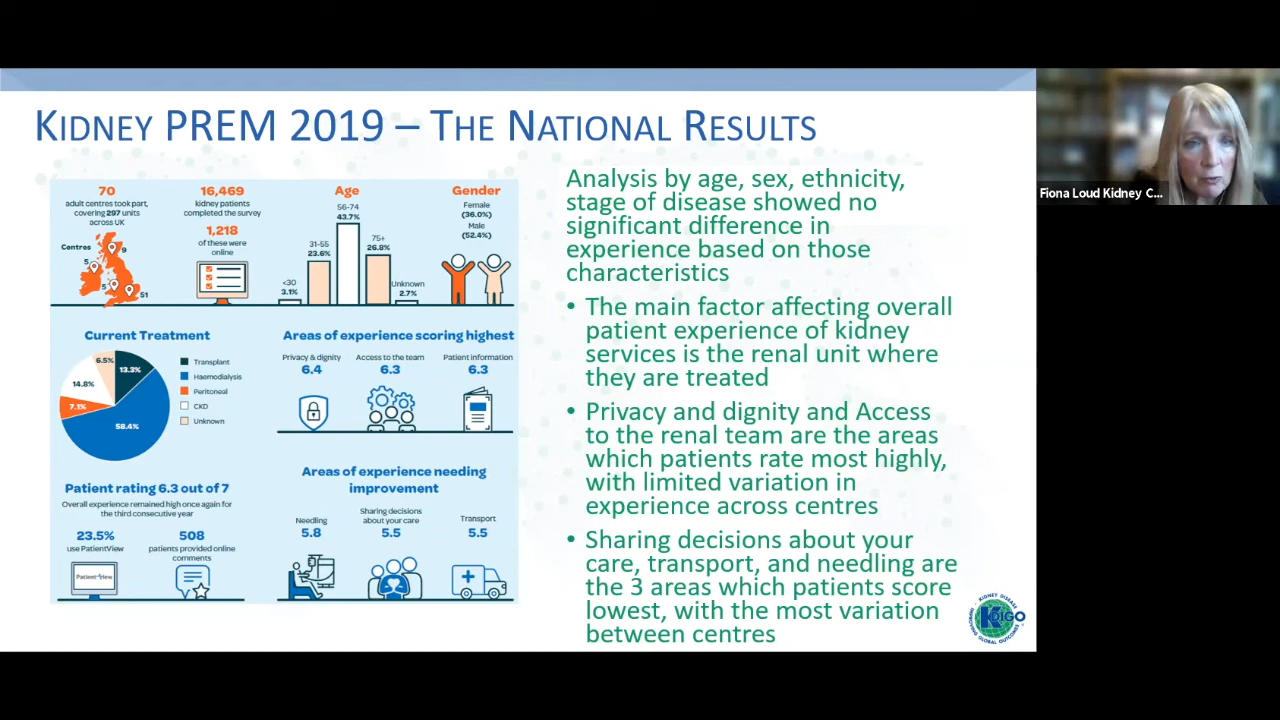 KIDNEY PREM 2019 – THE NATIONAL RESULTS
70
adult centres took part,
covering 297 units
across UK
Centres
9
5
5
51
16,469
kidney patients
completed the survey
1,218
of these were
online
Age
<30
3.1%
31-55
23.6%
56-74
43.7%
75+
26.8%
Unknown
2.7%
Gender
Female
(36.0%)
Male
(52.4%)
Current Treatment
6.5%
13.3%
14.8%
7.1%
58.4%
Transplant
Haemodialysis
Peritoneal
CKD
Unknown
Areas of experience scoring highest
Privacy & dignity
6.4
Access to the team
6.3
Patient information
6.3
Patient rating 6.3 out of 7
Overall experience remained high once again for
the third consecutive year
23.5%
use PatientView
PatientView
508
patients provided online
comments
Areas of experience needing
improvement
Needling
5.8
Sharing decisions
about your care
5.5
Transport
5.5
Analysis by age, sex, ethnicity,
stage of disease showed no
significant difference in
experience based on those
characteristics
• The main factor affecting overall
patient experience of kidney
services is the renal unit where
they are treated
• Privacy and dignity and Access
to the renal team are the areas
which patients rate most highly,
with limited variation in
experience across centres
• Sharing decisions about your
care, transport, and needling are
the 3 areas which patients score
lowest, with the most variation
between centres
KIDNEY DISEASE
KDIGO
IMPROVING GLOBAL OUTCOMES
Fiona Loud Kidney C...